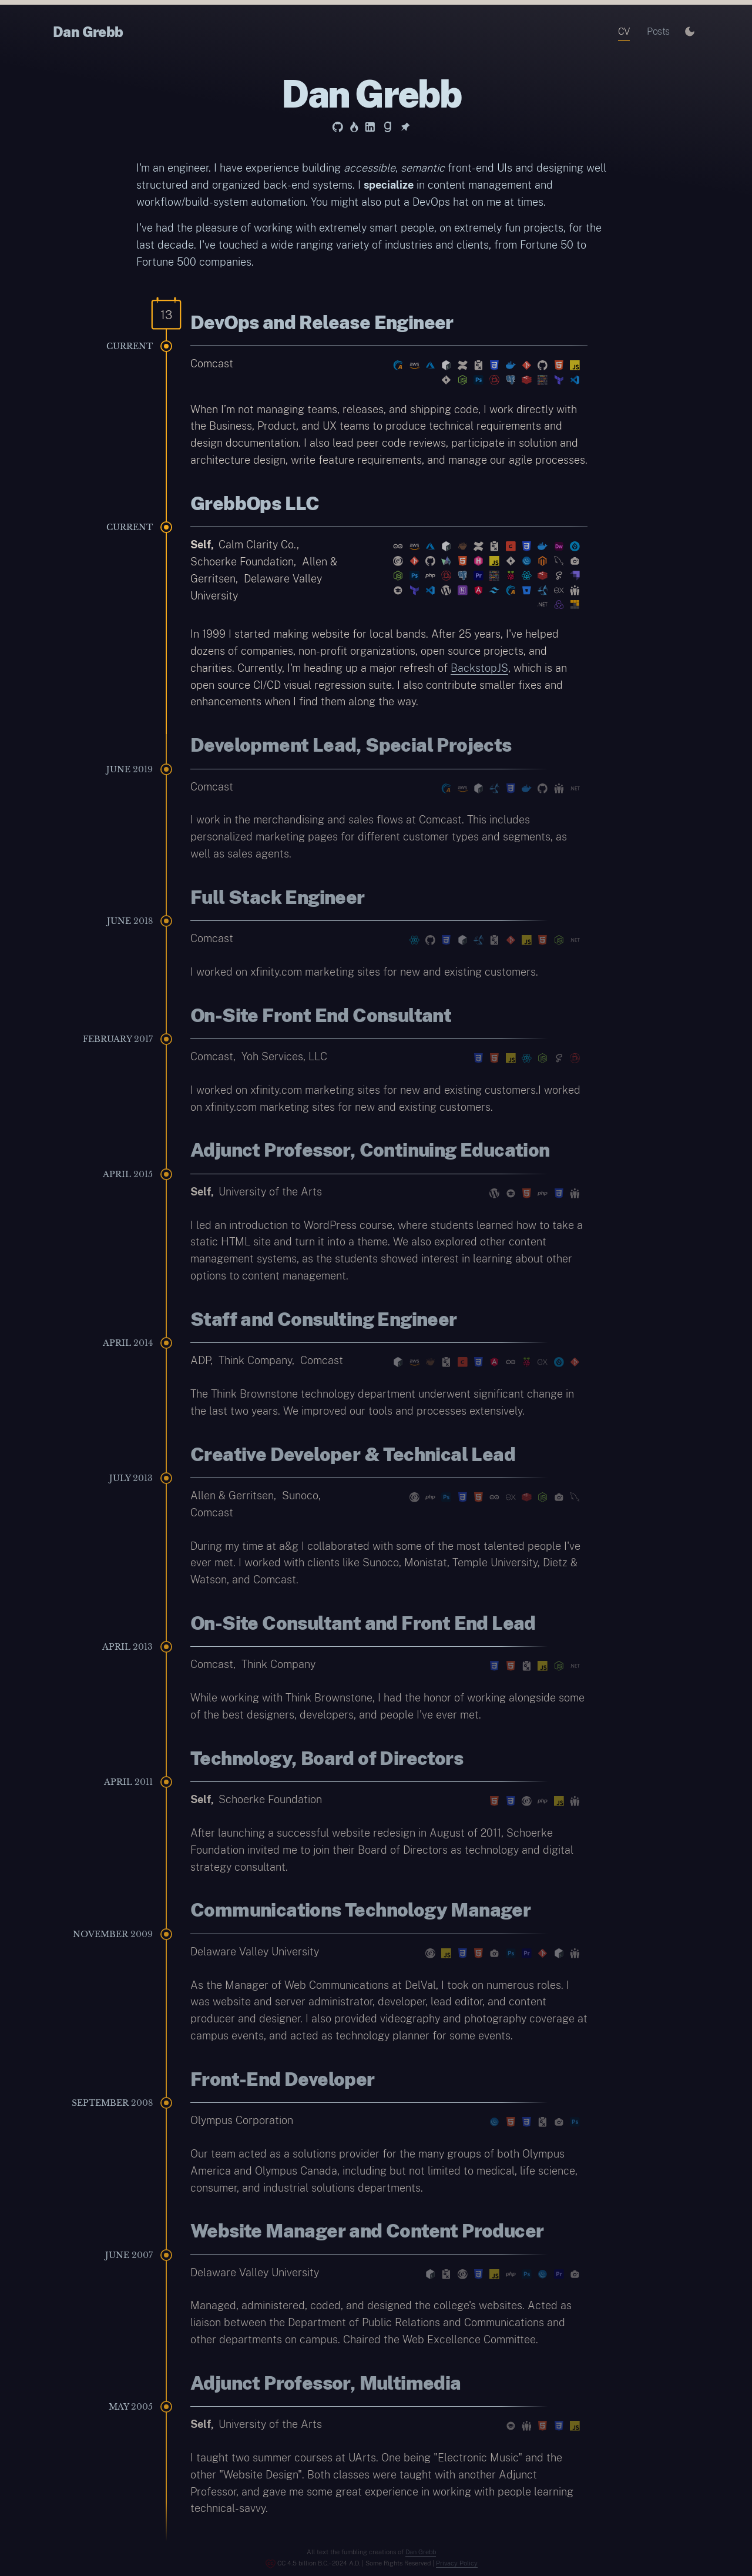 Dan Grebb
CV
Posts
Dan Grebb
I'm an engineer. I have experience building accessible, semantic front-end UIs and designing well
structured and organized back-end systems. I specialize in content management and
workflow/build-system automation. You might also put a DevOps hat on me at times.
I've had the pleasure of working with extremely smart people, on extremely fun projects, for the
last decade. I've touched a wide ranging variety of industries and clients, from Fortune 50 to
Fortune 500 companies.
13
DevOps and Release Engineer
CURRENT
Comcast
When I'm not managing teams, releases, and shipping code, I work directly with
the Business, Product, and UX teams to produce technical requirements and
design documentation. I also lead peer code reviews, participate in solution and
architecture design, write feature requirements, and manage our agile processes.
GrebbOps LLC
CURRENT
Self, Calm Clarity Co.,
Schoerke Foundation, Allen &
Gerritsen, Delaware Valley
University
In 1999 I started making website for local bands. After 25 years, I've helped
dozens of companies, non-profit organizations, open source projects, and
charities. Currently, I'm heading up a major refresh of BackstopJS, which is an
open source CI/CD visual regression suite. I also contribute smaller fixes and
enhancements when I find them along the way.
Development Lead, Special Projects
JUNE 2019
Comcast
I work in the merchandising and sales flows at Comcast. This includes
personalized marketing pages for different customer types and segments, as
well as sales agents.
Full Stack Engineer
JUNE 2018
Comcast
I worked on xfinity.com marketing sites for new and existing customers.
On-Site Front End Consultant
FEBRUARY 2017
Comcast, Yoh Services, LLC
I worked on xfinity.com marketing sites for new and existing customers.I worked
on xfinity.com marketing sites for new and existing customers.
Adjunct Professor, Continuing Education
APRIL 2015
Self, University of the Arts
I led an introduction to WordPress course, where students learned how to take a
static HTML site and turn it into a theme. We also explored other content
management systems, as the students showed interest in learning about other
options to content management.
Staff and Consulting Engineer
APRIL 2014
ADP, Think Company, Comcast
The Think Brownstone technology department underwent significant change in
the last two years. We improved our tools and processes extensively.
Creative Developer & Technical Lead
JULY 2013
Allen & Gerritsen, Sunoco,
Comcast
During my time at a&g I collaborated with some of the most talented people I've
ever met. I worked with clients like Sunoco, Monistat, Temple University, Dietz &
Watson, and Comcast.
On-Site Consultant and Front End Lead
APRIL 2013
Comcast, Think Company
While working with Think Brownstone, I had the honor of working alongside some
of the best designers, developers, and people I've ever met.
Technology, Board of Directors
APRIL 2011
Self, Schoerke Foundation
After launching a successful website redesign in August of 2011, Schoerke
Foundation invited me to join their Board of Directors as technology and digital
strategy consultant.
Communications Technology Manager
NOVEMBER 2009
Delaware Valley University
As the Manager of Web Communications at DelVal, I took on numerous roles. I
was website and server administrator, developer, lead editor, and content
producer and designer. I also provided videography and photography coverage at
campus events, and acted as technology planner for some events.
Front-End Developer
SEPTEMBER 2008
Olympus Corporation
Our team acted as a solutions provider for the many groups of both Olympus
America and Olympus Canada, including but not limited to medical, life science,
consumer, and industrial solutions departments.
Website Manager and Content Producer
JUNE 2007
Delaware Valley University
Managed, administered, coded, and designed the college's websites. Acted as
liaison between the Department of Public Relations and Communications and
other departments on campus. Chaired the Web Excellence Committee.
Adjunct Professor, Multimedia
MAY 2005
Self, University of the Arts
I taught two summer courses at UArts. One being "Electronic Music" and the
other "Website Design". Both classes were taught with another Adjunct
Professor, and gave me some great experience in working with people learning
technical-savvy.
All text the fumbling creations of Dan Grebb
CC 4.5 billion B.C.–2024 A.D. | Some Rights Reserved | Privacy Policy